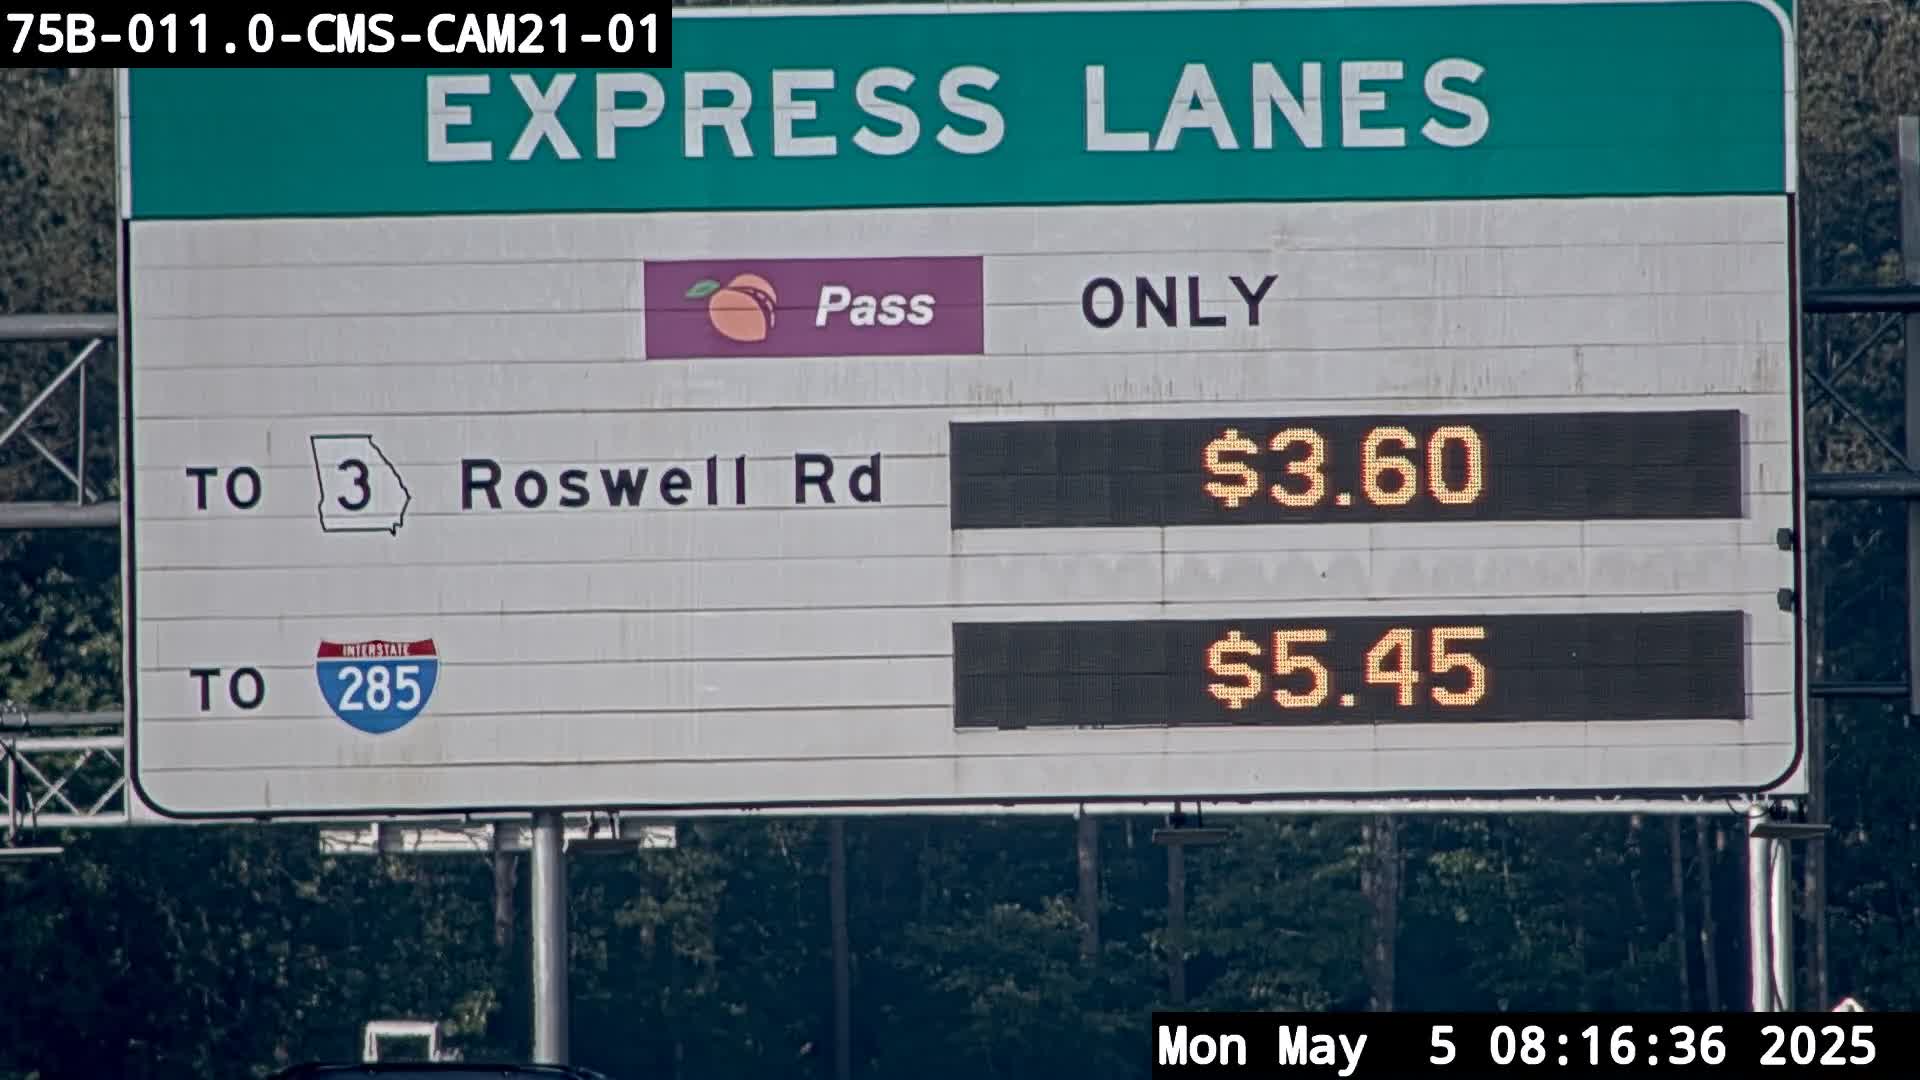 75B-011.0-CMS-CAM21-01
EXPRESS LANES
Pass ONLY
TO 3 Roswell Rd $3.60
INTERSTATE
TO 285 $5.45
Mon May 5 08:16:36 2025